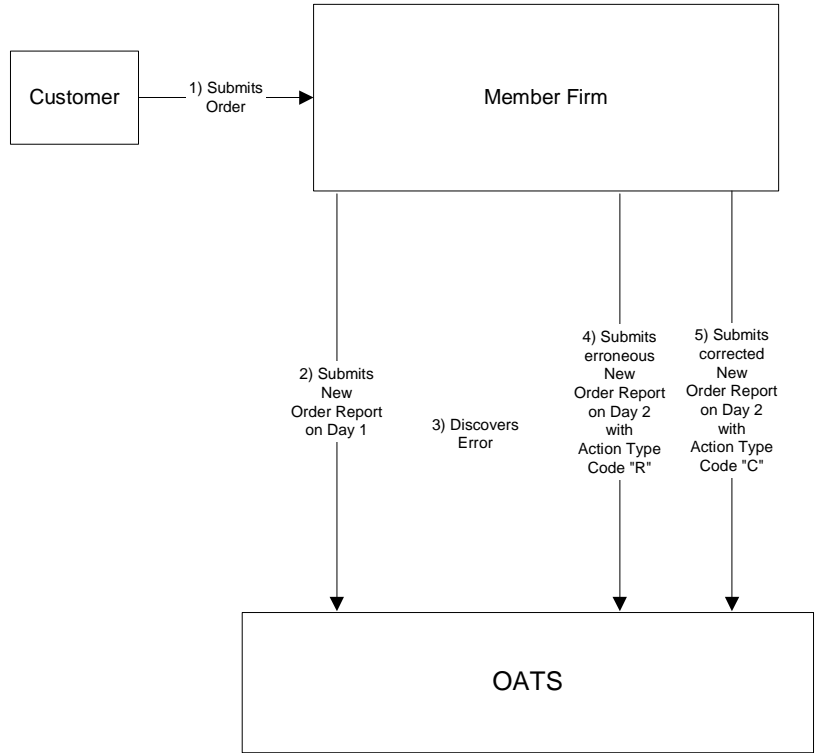 Customer
1) Submits
Order
Member Firm
2) Submits
New
Order Report
on Day 1
3) Discovers
Error
4) Submits
erroneous
New
Order Report
on Day 2
with
Action Type
Code "R"
5) Submits
corrected
New
Order Report
on Day 2
with
Action Type
Code "C"
OATS